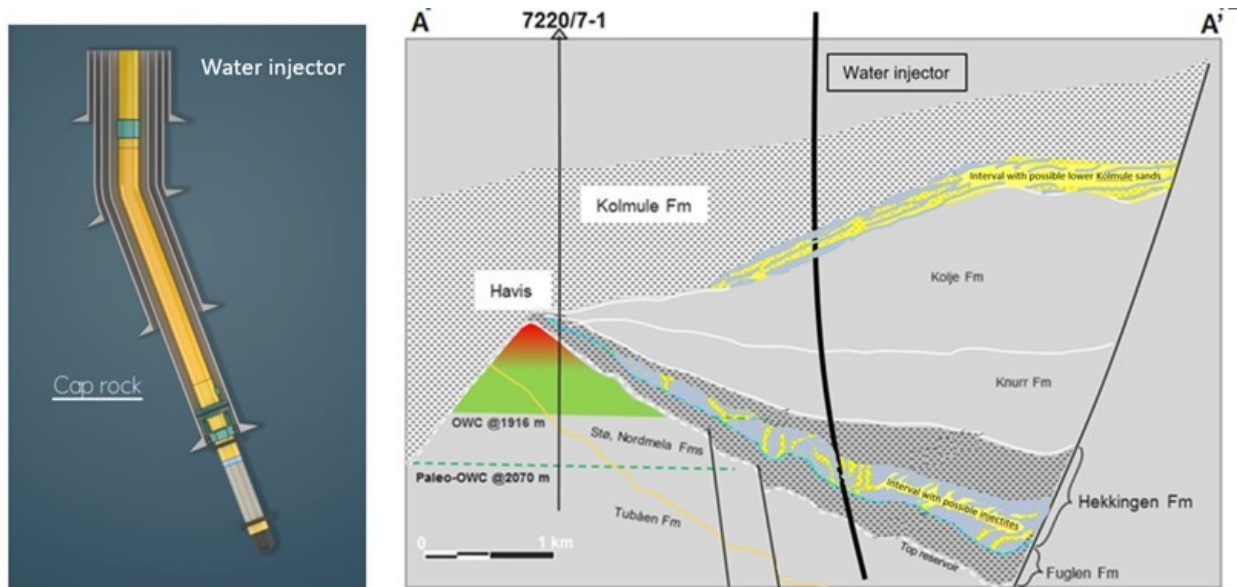 Water injector
Cap rock
A
7220/7-1
A'
Water injector
Interval with possible lower Kolmule sands
Kolmule Fm
Kolje Fm
Havis
Knurr Fm
OWC @1916 m
Stø, Nordmela Fms
Paleo-OWC @2070 m
Interval with possible injectites
Hekkingen Fm
Tubåen Fm
Top reservoir
0 1 km
Fuglen Fm